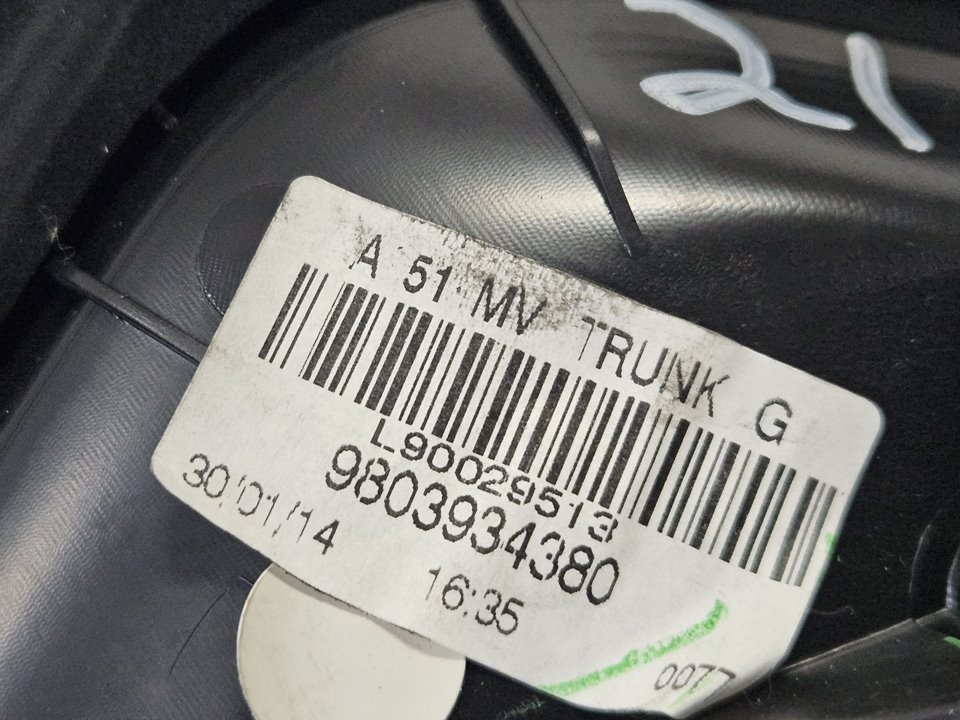 21
A 51 MV TRUNK G
L90029513
9803934380
30/01/14 16:35
0077